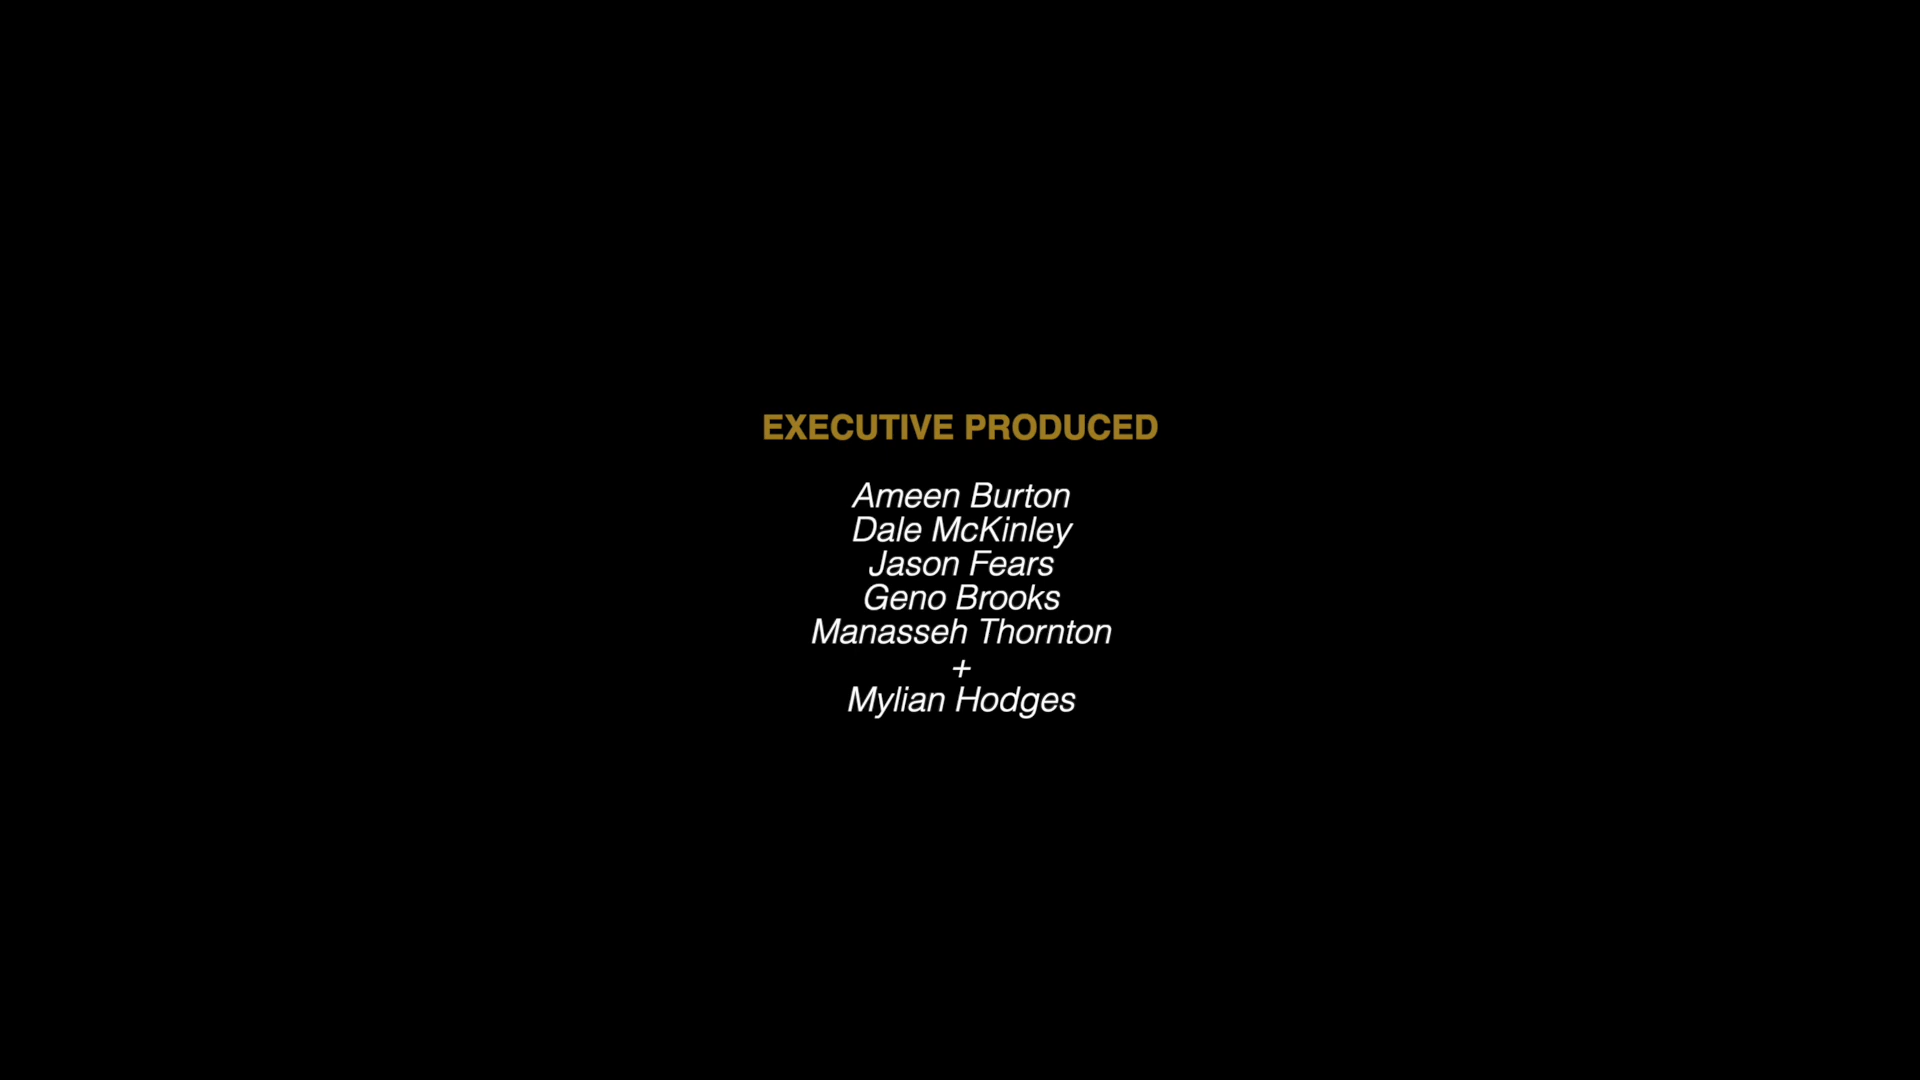 EXECUTIVE PRODUCED
Ameen Burton
Dale McKinley
Jason Fears
Geno Brooks
Manasseh Thornton
+
Mylian Hodges